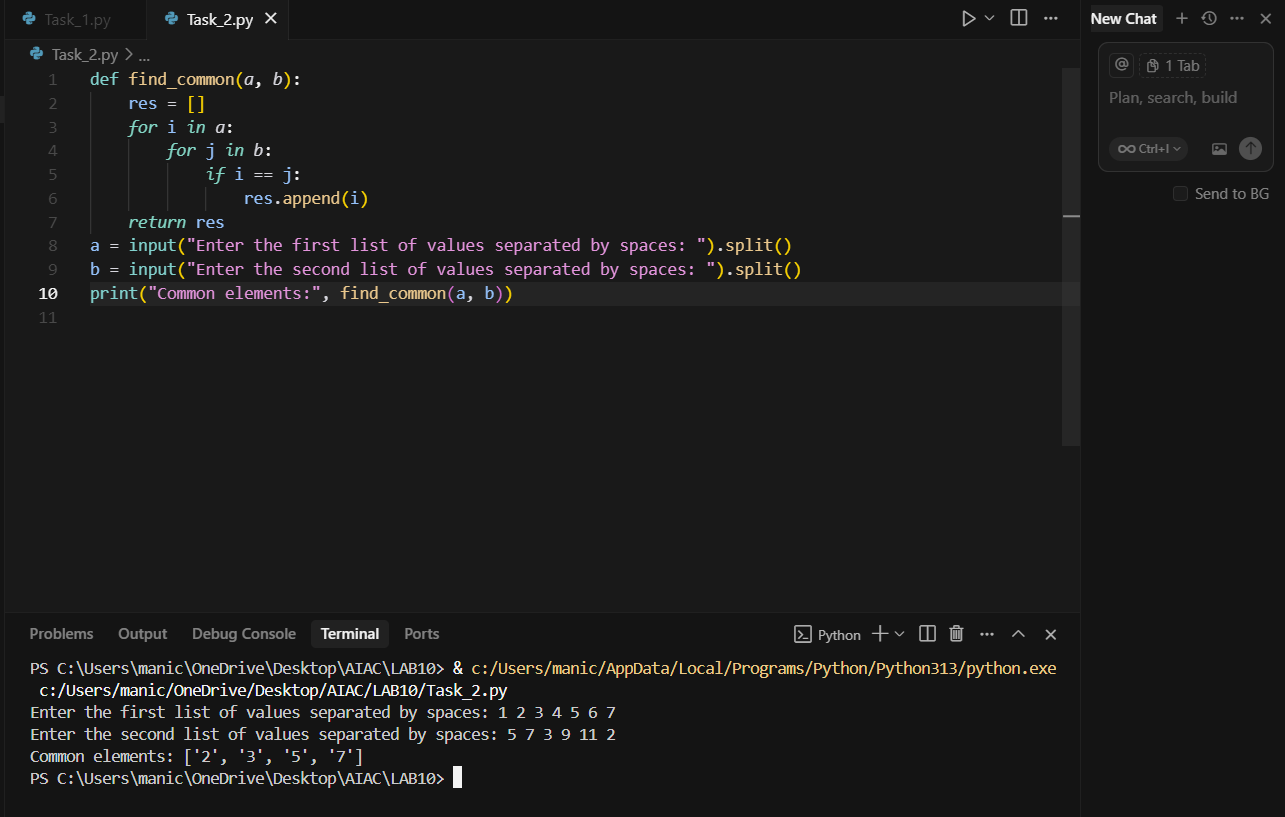 Task_1.py
Task_2.py
New Chat
Task_2.py > ...
@ 1 Tab
Plan, search, build
∞ Ctrl+I
Send to BG
1 def find_common(a, b):
2     res = []
3     for i in a:
4         for j in b:
5             if i == j:
6                 res.append(i)
7     return res
8 a = input("Enter the first list of values separated by spaces: ").split()
9 b = input("Enter the second list of values separated by spaces: ").split()
10 print("Common elements:", find_common(a, b))
11
Problems Output Debug Console Terminal Ports
Python
PS C:\Users\manic\OneDrive\Desktop\AIAC\LAB10> & c:/Users/manic/AppData/Local/Programs/Python/Python313/python.exe
c:/Users/manic/OneDrive/Desktop/AIAC/LAB10/Task_2.py
Enter the first list of values separated by spaces: 1 2 3 4 5 6 7
Enter the second list of values separated by spaces: 5 7 3 9 11 2
Common elements: ['2', '3', '5', '7']
PS C:\Users\manic\OneDrive\Desktop\AIAC\LAB10>